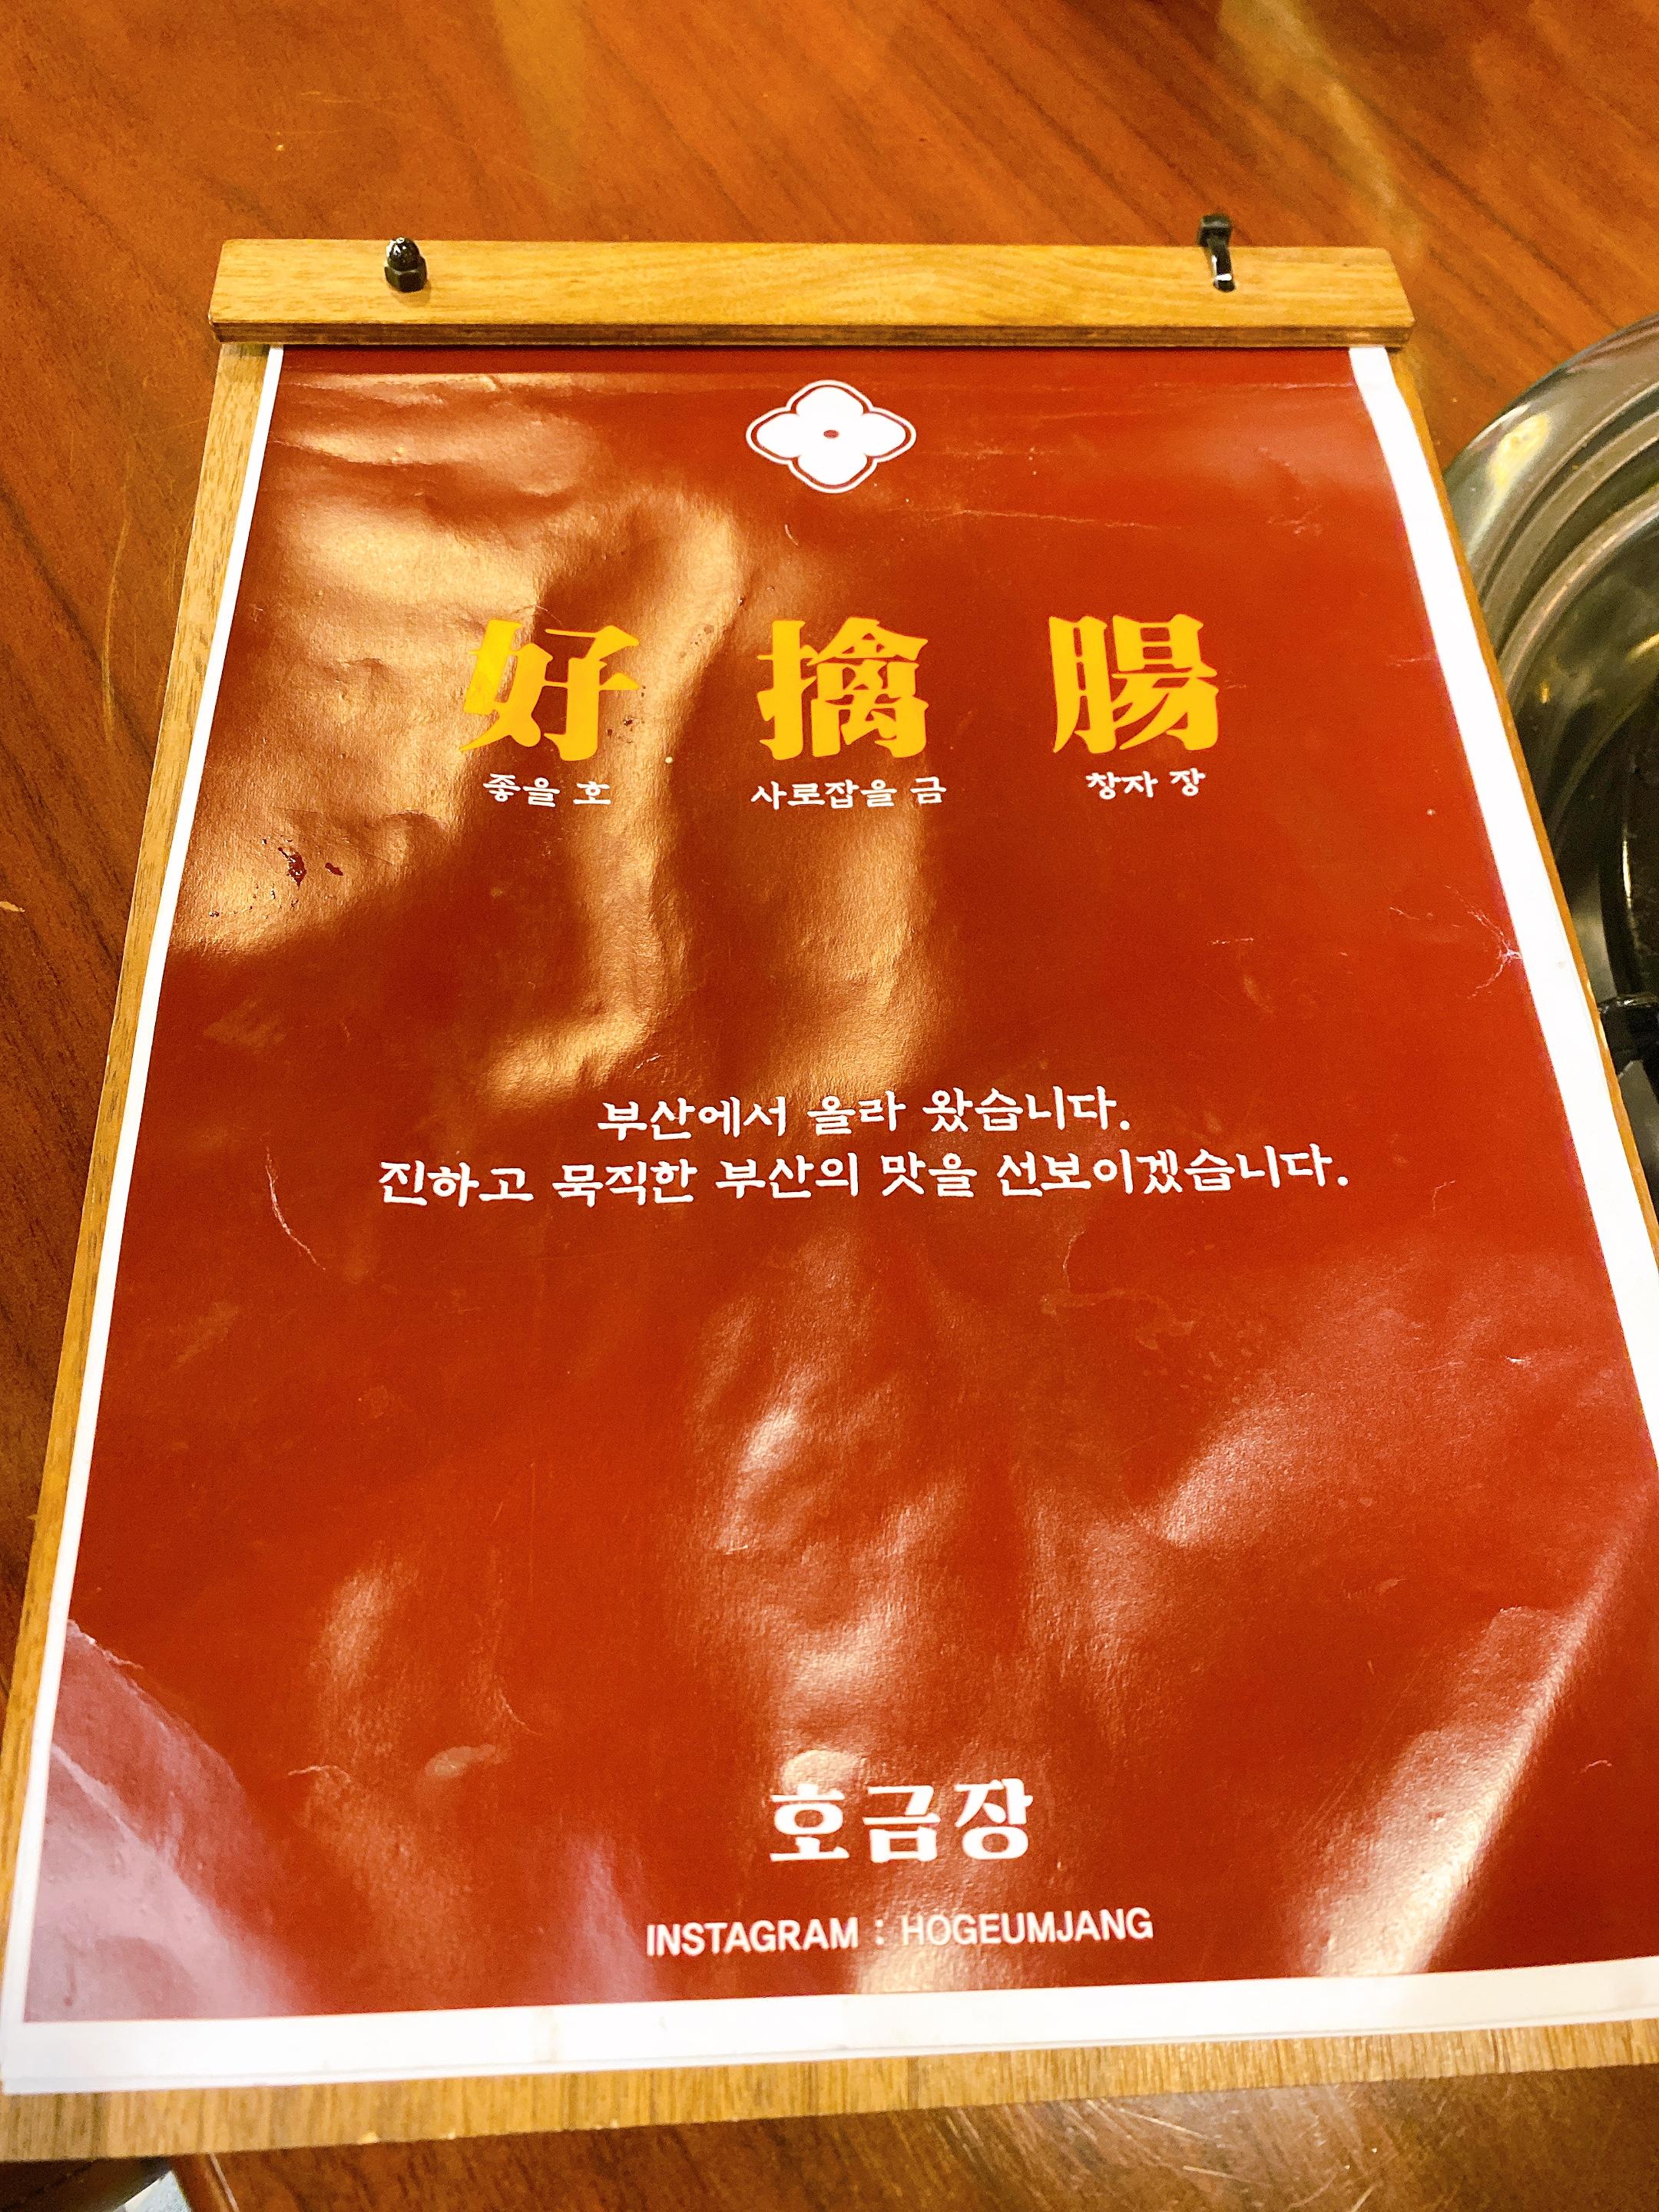 好 擒 腸
좋을 호 사로잡을 금 창자 장
부산에서 올라 왔습니다.
진하고 묵직한 부산의 맛을 선보이겠습니다.
호금장
INSTAGRAM : HOGEUMJANG